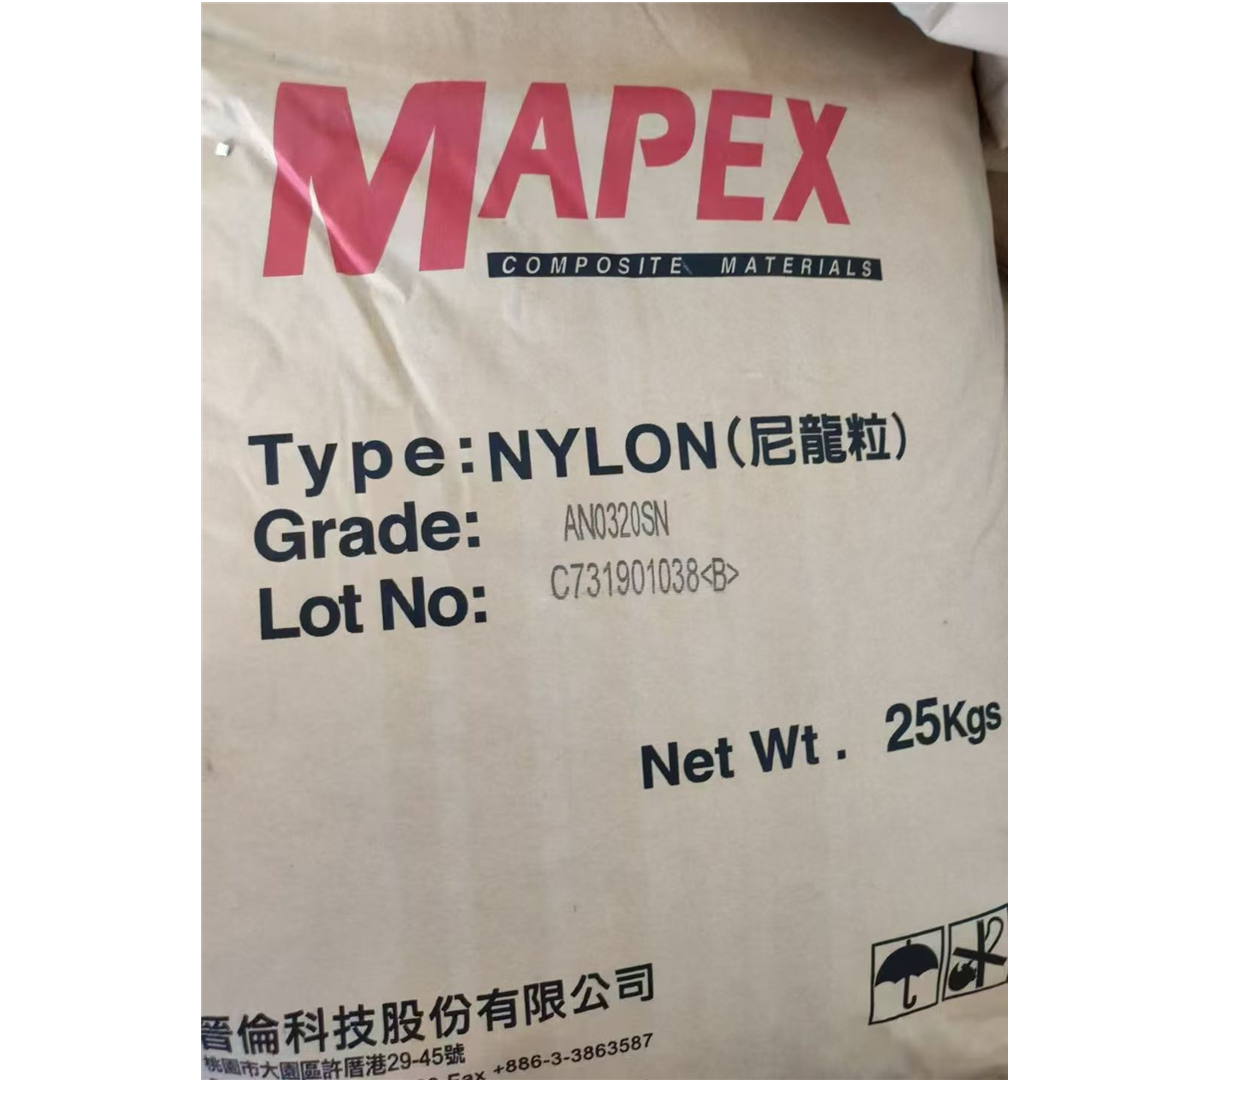 MAPEX
COMPOSITE MATERIALS
Type:NYLON(尼龍粒)
Grade: AN0320SN
Lot No: C731901038<B>
Net Wt. 25Kgs
晋倫科技股份有限公司
桃園市大園區許厝港29-45號
Fax +886-3-3863587